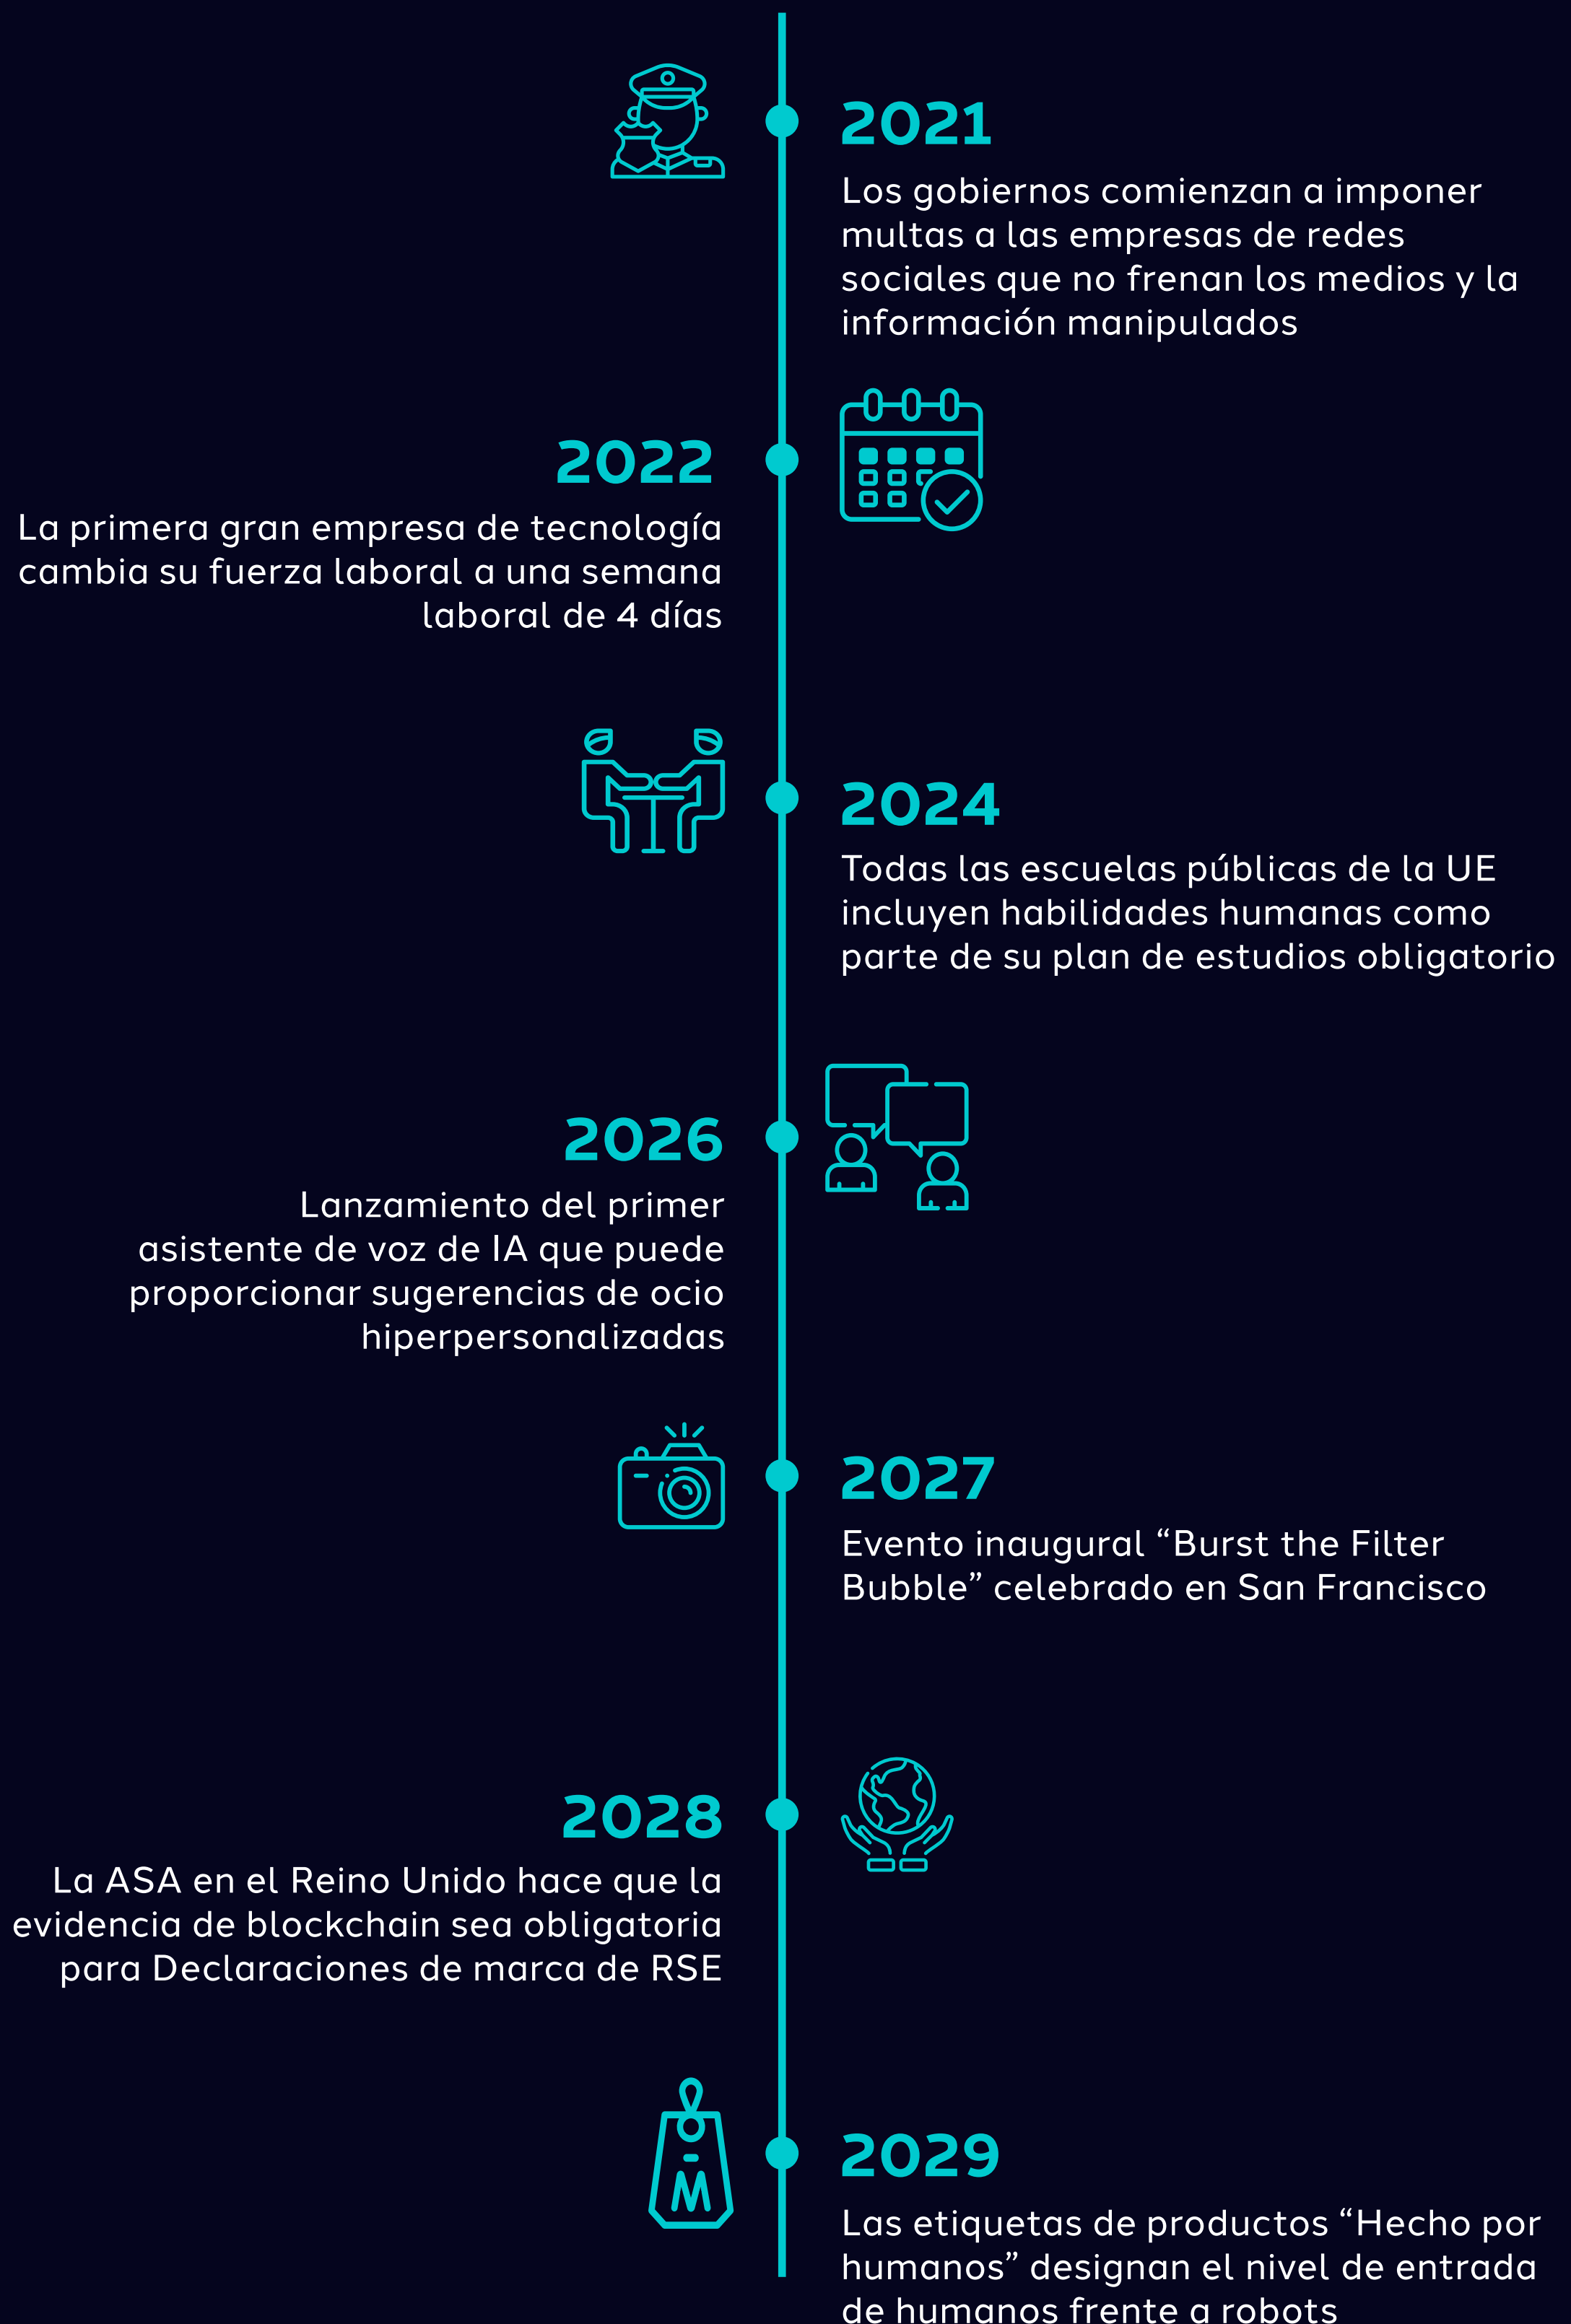 2021
Los gobiernos comienzan a imponer
multas a las empresas de redes
sociales que no frenan los medios y la
información manipulados
2022
La primera gran empresa de tecnología
cambia su fuerza laboral a una semana
laboral de 4 días
2024
Todas las escuelas públicas de la UE
incluyen habilidades humanas como
parte de su plan de estudios obligatorio
2026
Lanzamiento del primer
asistente de voz de IA que puede
proporcionar sugerencias de ocio
hiperpersonalizadas
2027
Evento inaugural “Burst the Filter
Bubble” celebrado en San Francisco
2028
La ASA en el Reino Unido hace que la
evidencia de blockchain sea obligatoria
para Declaraciones de marca de RSE
M
2029
Las etiquetas de productos “Hecho por
humanos” designan el nivel de entrada
de humanos frente a robots